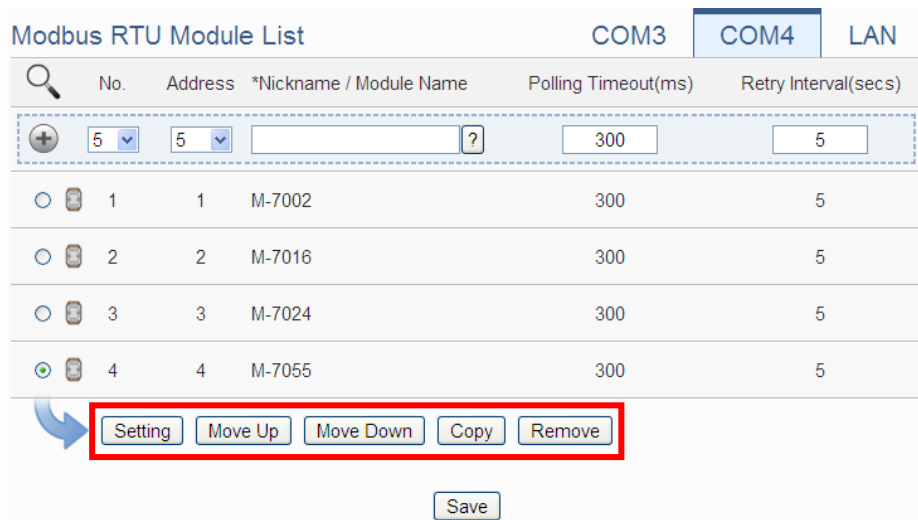 Modbus RTU Module List COM3 COM4 LAN
No. Address *Nickname / Module Name Polling Timeout(ms) Retry Interval(secs)
5 5 ? 300 5
1 1 M-7002 300 5
2 2 M-7016 300 5
3 3 M-7024 300 5
4 4 M-7055 300 5
Setting Move Up Move Down Copy Remove
Save